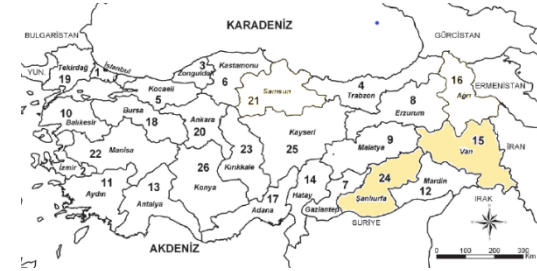 KARADENİZ
BULGARİSTAN
GÜRCİSTAN
YUN.
Tekirdağ
19
1
İstanbul
3
Zonguldak
Kastamonu
6
Kocaeli
5
Samsun
21
4
Trabzon
8
Erzurum
16
Ağrı
ERMENİSTAN
10
Balıkesir
Bursa
18
Ankara
20
Kayseri
25
9
Malatya
15
Van
İRAN
22
Manisa
İzmir
23
Kırıkkale
26
Konya
11
Aydın
13
Antalya
17
Adana
14
Hatay
7
Gaziantep
24
Şanlıurfa
Mardin
12
SURİYE
IRAK
AKDENİZ
0 100 200 300
Km